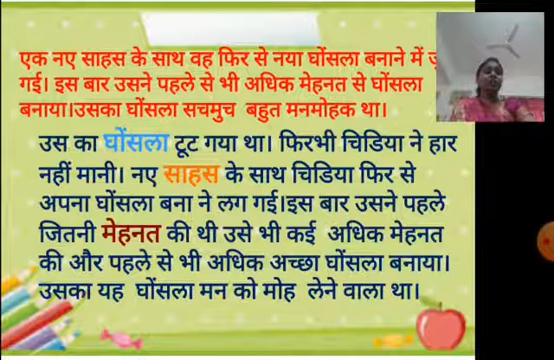 एक नए साहस के साथ वह फिर से नया घोंसला बनाने में
गई। इस बार उसने पहले से भी अधिक मेहनत से घोंसला
बनाया।उसका घोंसला सचमुच बहुत मनमोहक था।
उस का घोंसला टूट गया था। फिरभी चिडिया ने हार
नहीं मानी। नए साहस के साथ चिडिया फिर से
अपना घोंसला बना ने लग गई।इस बार उसने पहले
जितनी मेहनत की थी उसे भी कई अधिक मेहनत
की और पहले से भी अधिक अच्छा घोंसला बनाया।
उसका यह घोंसला मन को मोह लेने वाला था।